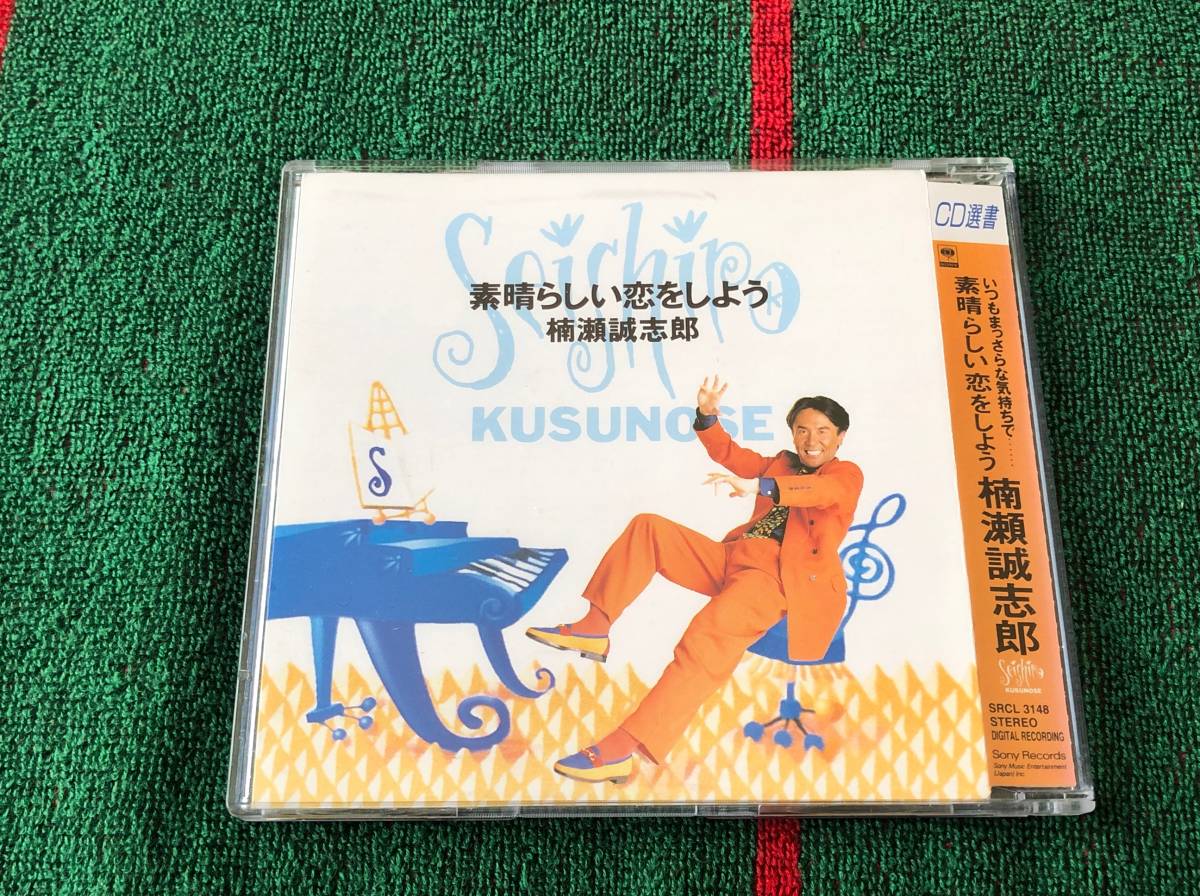 Seishiro
素晴らしい恋をしよう
楠瀬誠志郎
KUSUNOSE
S
CD選書
いつもまっさらな気持ちで……
素晴らしい恋をしよう
楠瀬誠志郎
Seishiro
KUSUNOSE
SRCL 3148
STEREO
DIGITAL RECORDING
Sony Records
Sony Music Entertainment
(Japan) Inc.